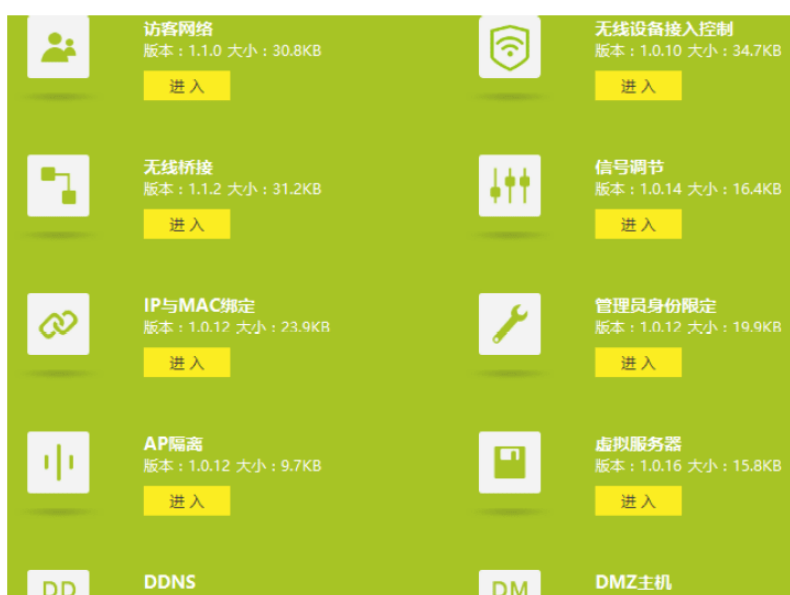 访客网络
版本：1.1.0 大小：30.8KB
进 入
无线设备接入控制
版本：1.0.10 大小：34.7KB
进 入
无线桥接
版本：1.1.2 大小：31.2KB
进 入
信号调节
版本：1.0.14 大小：16.4KB
进 入
IP与MAC绑定
版本：1.0.12 大小：23.9KB
进 入
管理员身份限定
版本：1.0.12 大小：19.9KB
进 入
AP隔离
版本：1.0.12 大小：9.7KB
进 入
虚拟服务器
版本：1.0.16 大小：15.8KB
进 入
DD
DDNS
DM
DMZ主机